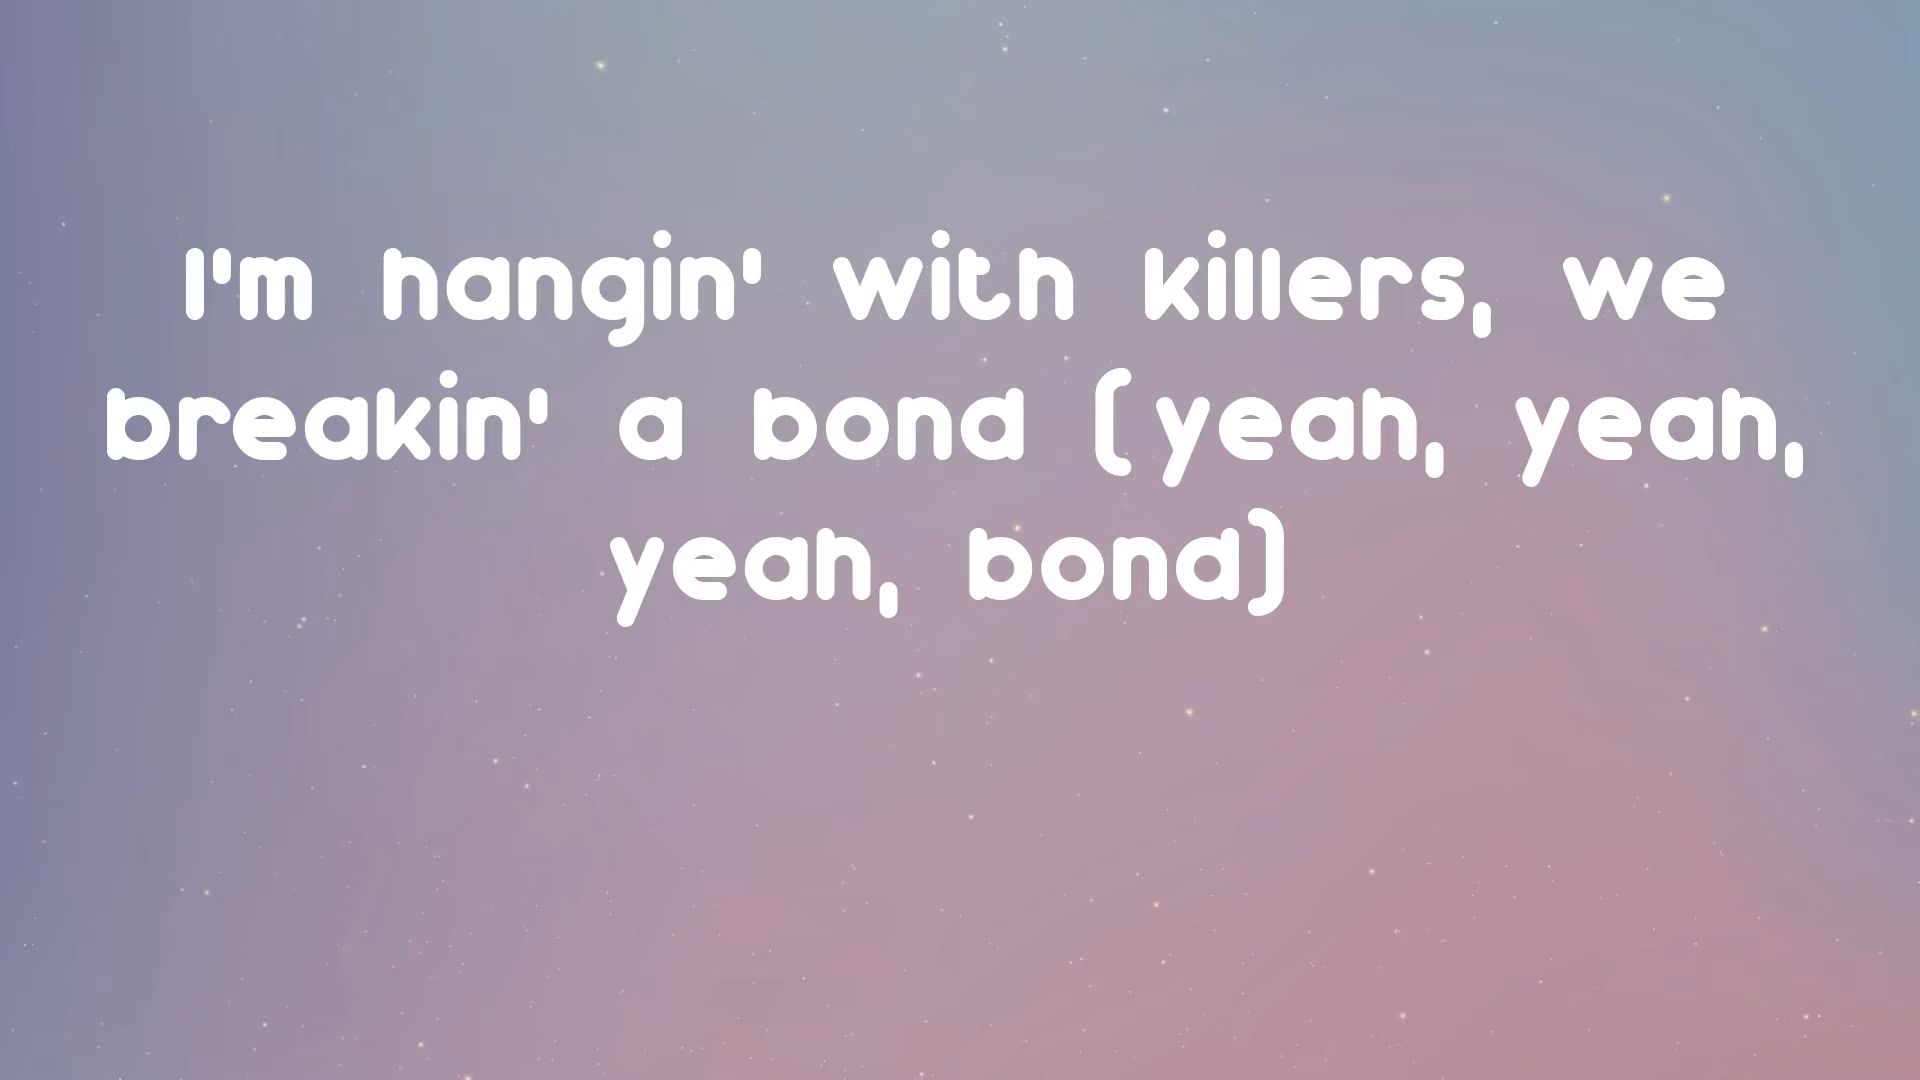 I'm hangin' with killers, we
breakin' a bond (yeah, yeah,
yeah, bond)